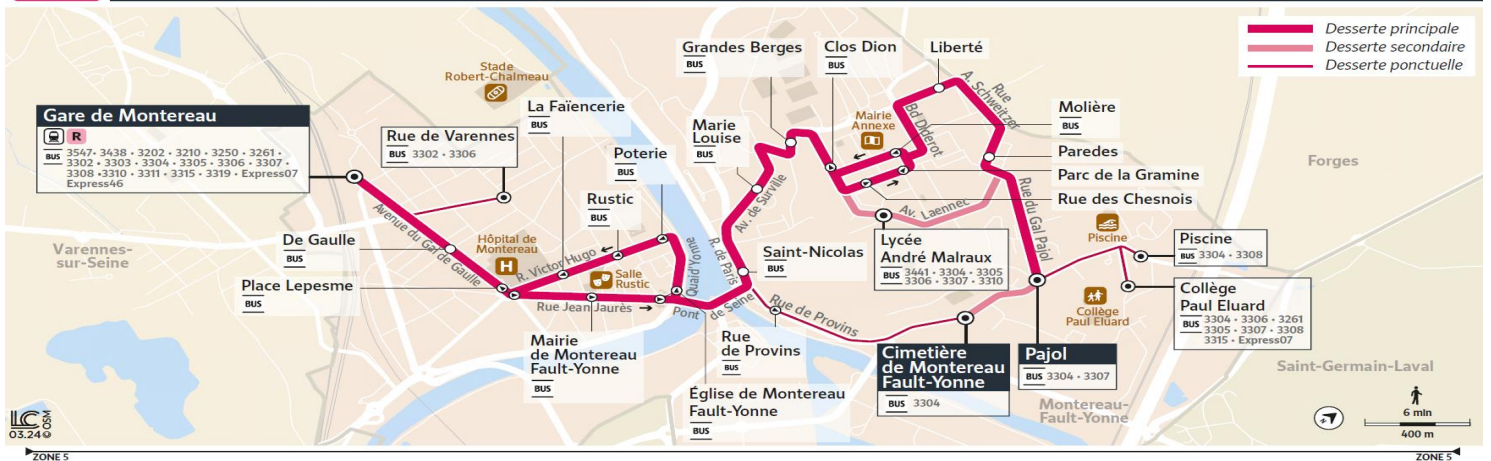 Desserte principale
Desserte secondaire
Desserte ponctuelle
Gare de Montereau
R
BUS 3547 • 3438 • 3202 • 3210 • 3250 • 3261 •
3302 • 3303 • 3304 • 3305 • 3306 • 3307 •
3308 •3310 • 3311 • 3315 • 3319 • Express07
Express46
Stade
Robert-Chalmeau
Rue de Varennes
BUS 3302 • 3306
La Faïencerie
BUS
Poterie
BUS
Rustic
BUS
Marie
Louise
BUS
Grandes Berges
BUS
Clos Dion
BUS
Liberté
Mairie
Annexe
Bd Diderot
Rue
A. Schweitzer
Molière
BUS
Paredes
Parc de la Gramine
Rue des Chesnois
Forges
Varennes-
sur-Seine
Avenue du Gal de Gaulle
De Gaulle
BUS
Place Lepesme
Hôpital de
Montereau
H
R. Victor Hugo
Salle
Rustic
Quai d'Yonne
Rue Jean Jaurès
Pont de Seine
R. de Paris
Av. de Surville
Saint-Nicolas
BUS
Av. Laennec
Lycée
André Malraux
BUS 3441 • 3304 • 3305
3306 • 3307 • 3310
Rue du Gal Pajol
Piscine
Piscine
BUS 3304 • 3308
Collège
Paul Eluard
Collège
Paul Eluard
BUS 3304 • 3306 • 3261
3305 • 3307 • 3308
3315 • Express07
Mairie
de Montereau
Fault-Yonne
BUS
Rue
de Provins
BUS
Rue de Provins
Église de Montereau
Fault-Yonne
BUS
Cimetière
de Montereau
Fault-Yonne
BUS 3304
Pajol
BUS 3304 • 3307
Montereau-
Fault-Yonne
Saint-Germain-Laval
6 min
400 m
LC
03.24 © OSM
ZONE 5
ZONE 5